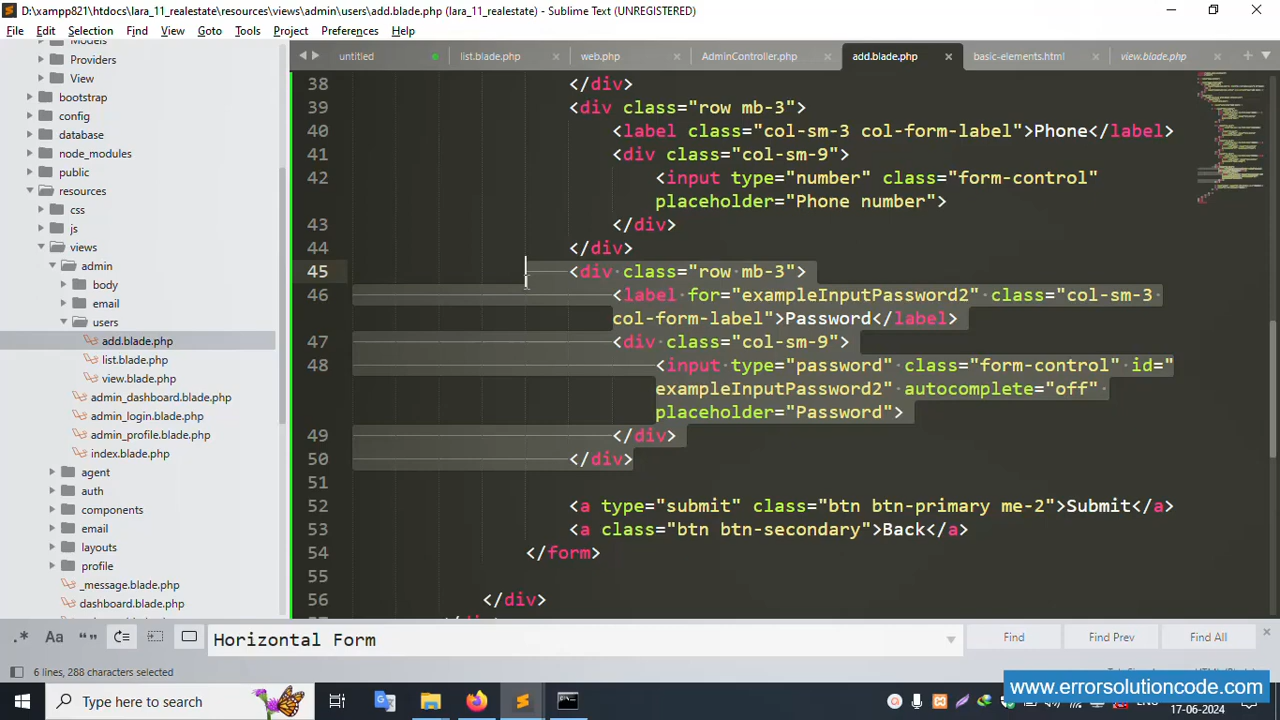 D:\xampp821\htdocs\lara_11_realestate\resources\views\admin\users\add.blade.php (lara_11_realestate) - Sublime Text (UNREGISTERED)
File Edit Selection Find View Goto Tools Project Preferences Help
untitled list.blade.php web.php AdminController.php add.blade.php basic-elements.html view.blade.php
Providers
View
bootstrap
config
database
node_modules
public
resources
css
js
views
admin
body
email
users
add.blade.php
list.blade.php
view.blade.php
admin_dashboard.blade.php
admin_login.blade.php
admin_profile.blade.php
index.blade.php
agent
auth
components
email
layouts
profile
_message.blade.php
dashboard.blade.php
38 </div>
39 <div class="row mb-3">
40 <label class="col-sm-3 col-form-label">Phone</label>
41 <div class="col-sm-9">
42 <input type="number" class="form-control"
placeholder="Phone number">
43 </div>
44 </div>
45 <div class="row mb-3">
46 <label for="exampleInputPassword2" class="col-sm-3
col-form-label">Password</label>
47 <div class="col-sm-9">
48 <input type="password" class="form-control" id="
exampleInputPassword2" autocomplete="off"
placeholder="Password">
49 </div>
50 </div>
51
52 <a type="submit" class="btn btn-primary me-2">Submit</a>
53 <a class="btn btn-secondary">Back</a>
54 </form>
55
56 </div>
.* Aa “”
Horizontal Form
Find Find Prev Find All
6 lines, 288 characters selected
www.errorsolutioncode.com
Type here to search
17-06-2024